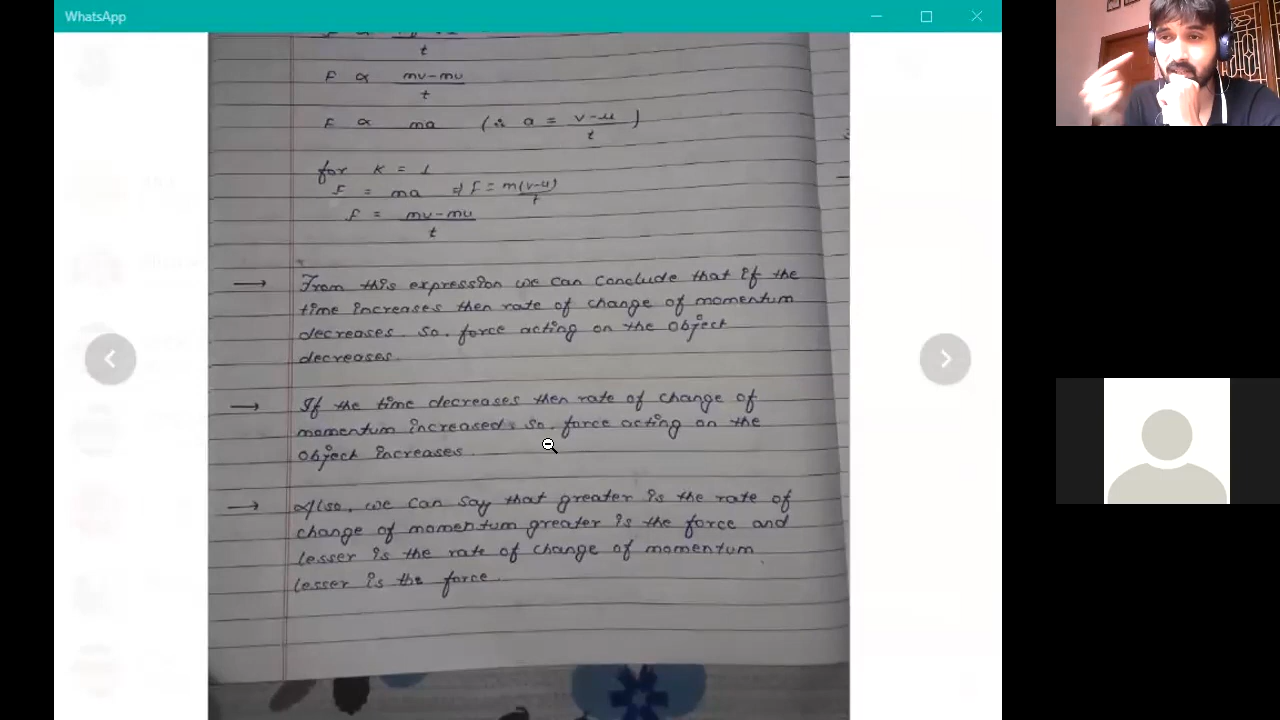 WhatsApp
t
F ∝ mv-mu
t
F ∝ ma (∵ a = v-u )
t
for K = 1
F = ma ⇒ F = m(v-u)
t
F = mv-mu
t
→ From this expression we can conclude that if the
time increases then rate of change of momentum
decreases so, force acting on the object
decreases.
→ If the time decreases then rate of change of
momentum increased, so, force acting on the
object increases.
→ Also, we can say that greater is the rate of
change of momentum greater is the force and
lesser is the rate of change of momentum
lesser is the force.